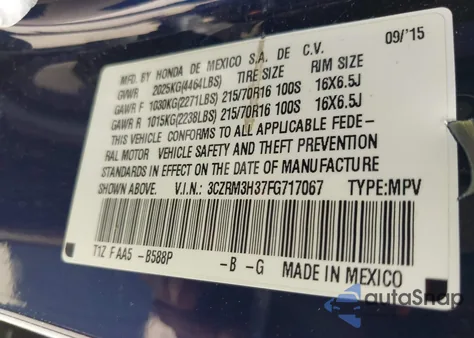 09/'15
MFD. BY HONDA DE MEXICO S.A. DE C.V.
TIRE SIZE RIM SIZE
GVWR 2025KG(4464LBS)
GAWR F 1030KG(2271LBS) 215/70R16 100S 16X6.5J
GAWR R 1015KG(2238LBS) 215/70R16 100S 16X6.5J
THIS VEHICLE CONFORMS TO ALL APPLICABLE FEDE-
RAL MOTOR VEHICLE SAFETY AND THEFT PREVENTION
STANDARDS IN EFFECT ON THE DATE OF MANUFACTURE
SHOWN ABOVE. V.I.N.: 3CZRM3H37FG717067 TYPE:MPV
T1Z F AA5 -B588P -B -G MADE IN MEXICO
autoSnap